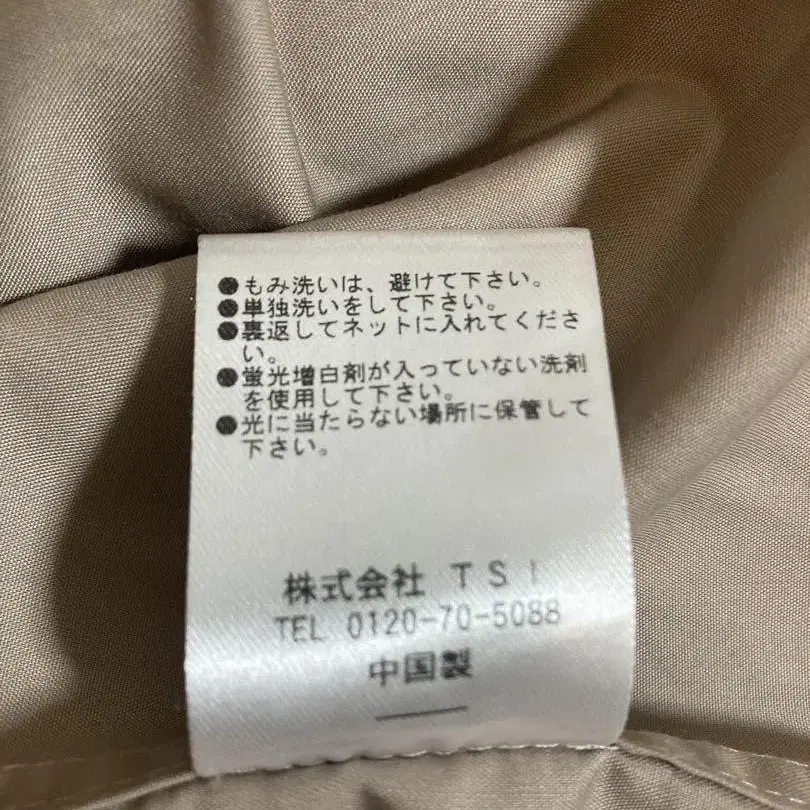 ●もみ洗いは、避けて下さい。
●単独洗いをして下さい。
●裏返してネットに入れてくださ
い。
●蛍光増白剤が入っていない洗剤
を使用して下さい。
●光に当たらない場所に保管して
下さい。
株式会社 TSI
TEL 0120-70-5088
中国製